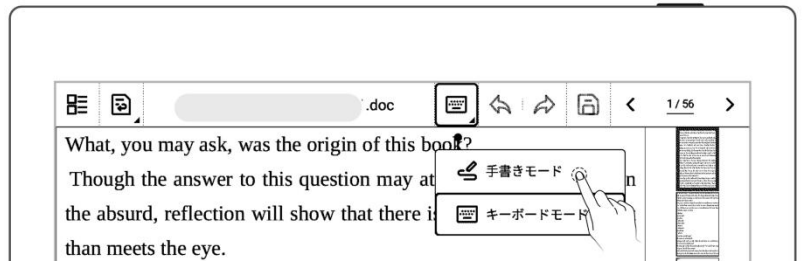 .doc
1 / 56
What, you may ask, was the origin of this book?
Though the answer to this question may at
the absurd, reflection will show that there
than meets the eye.
手書きモード
キーボードモード